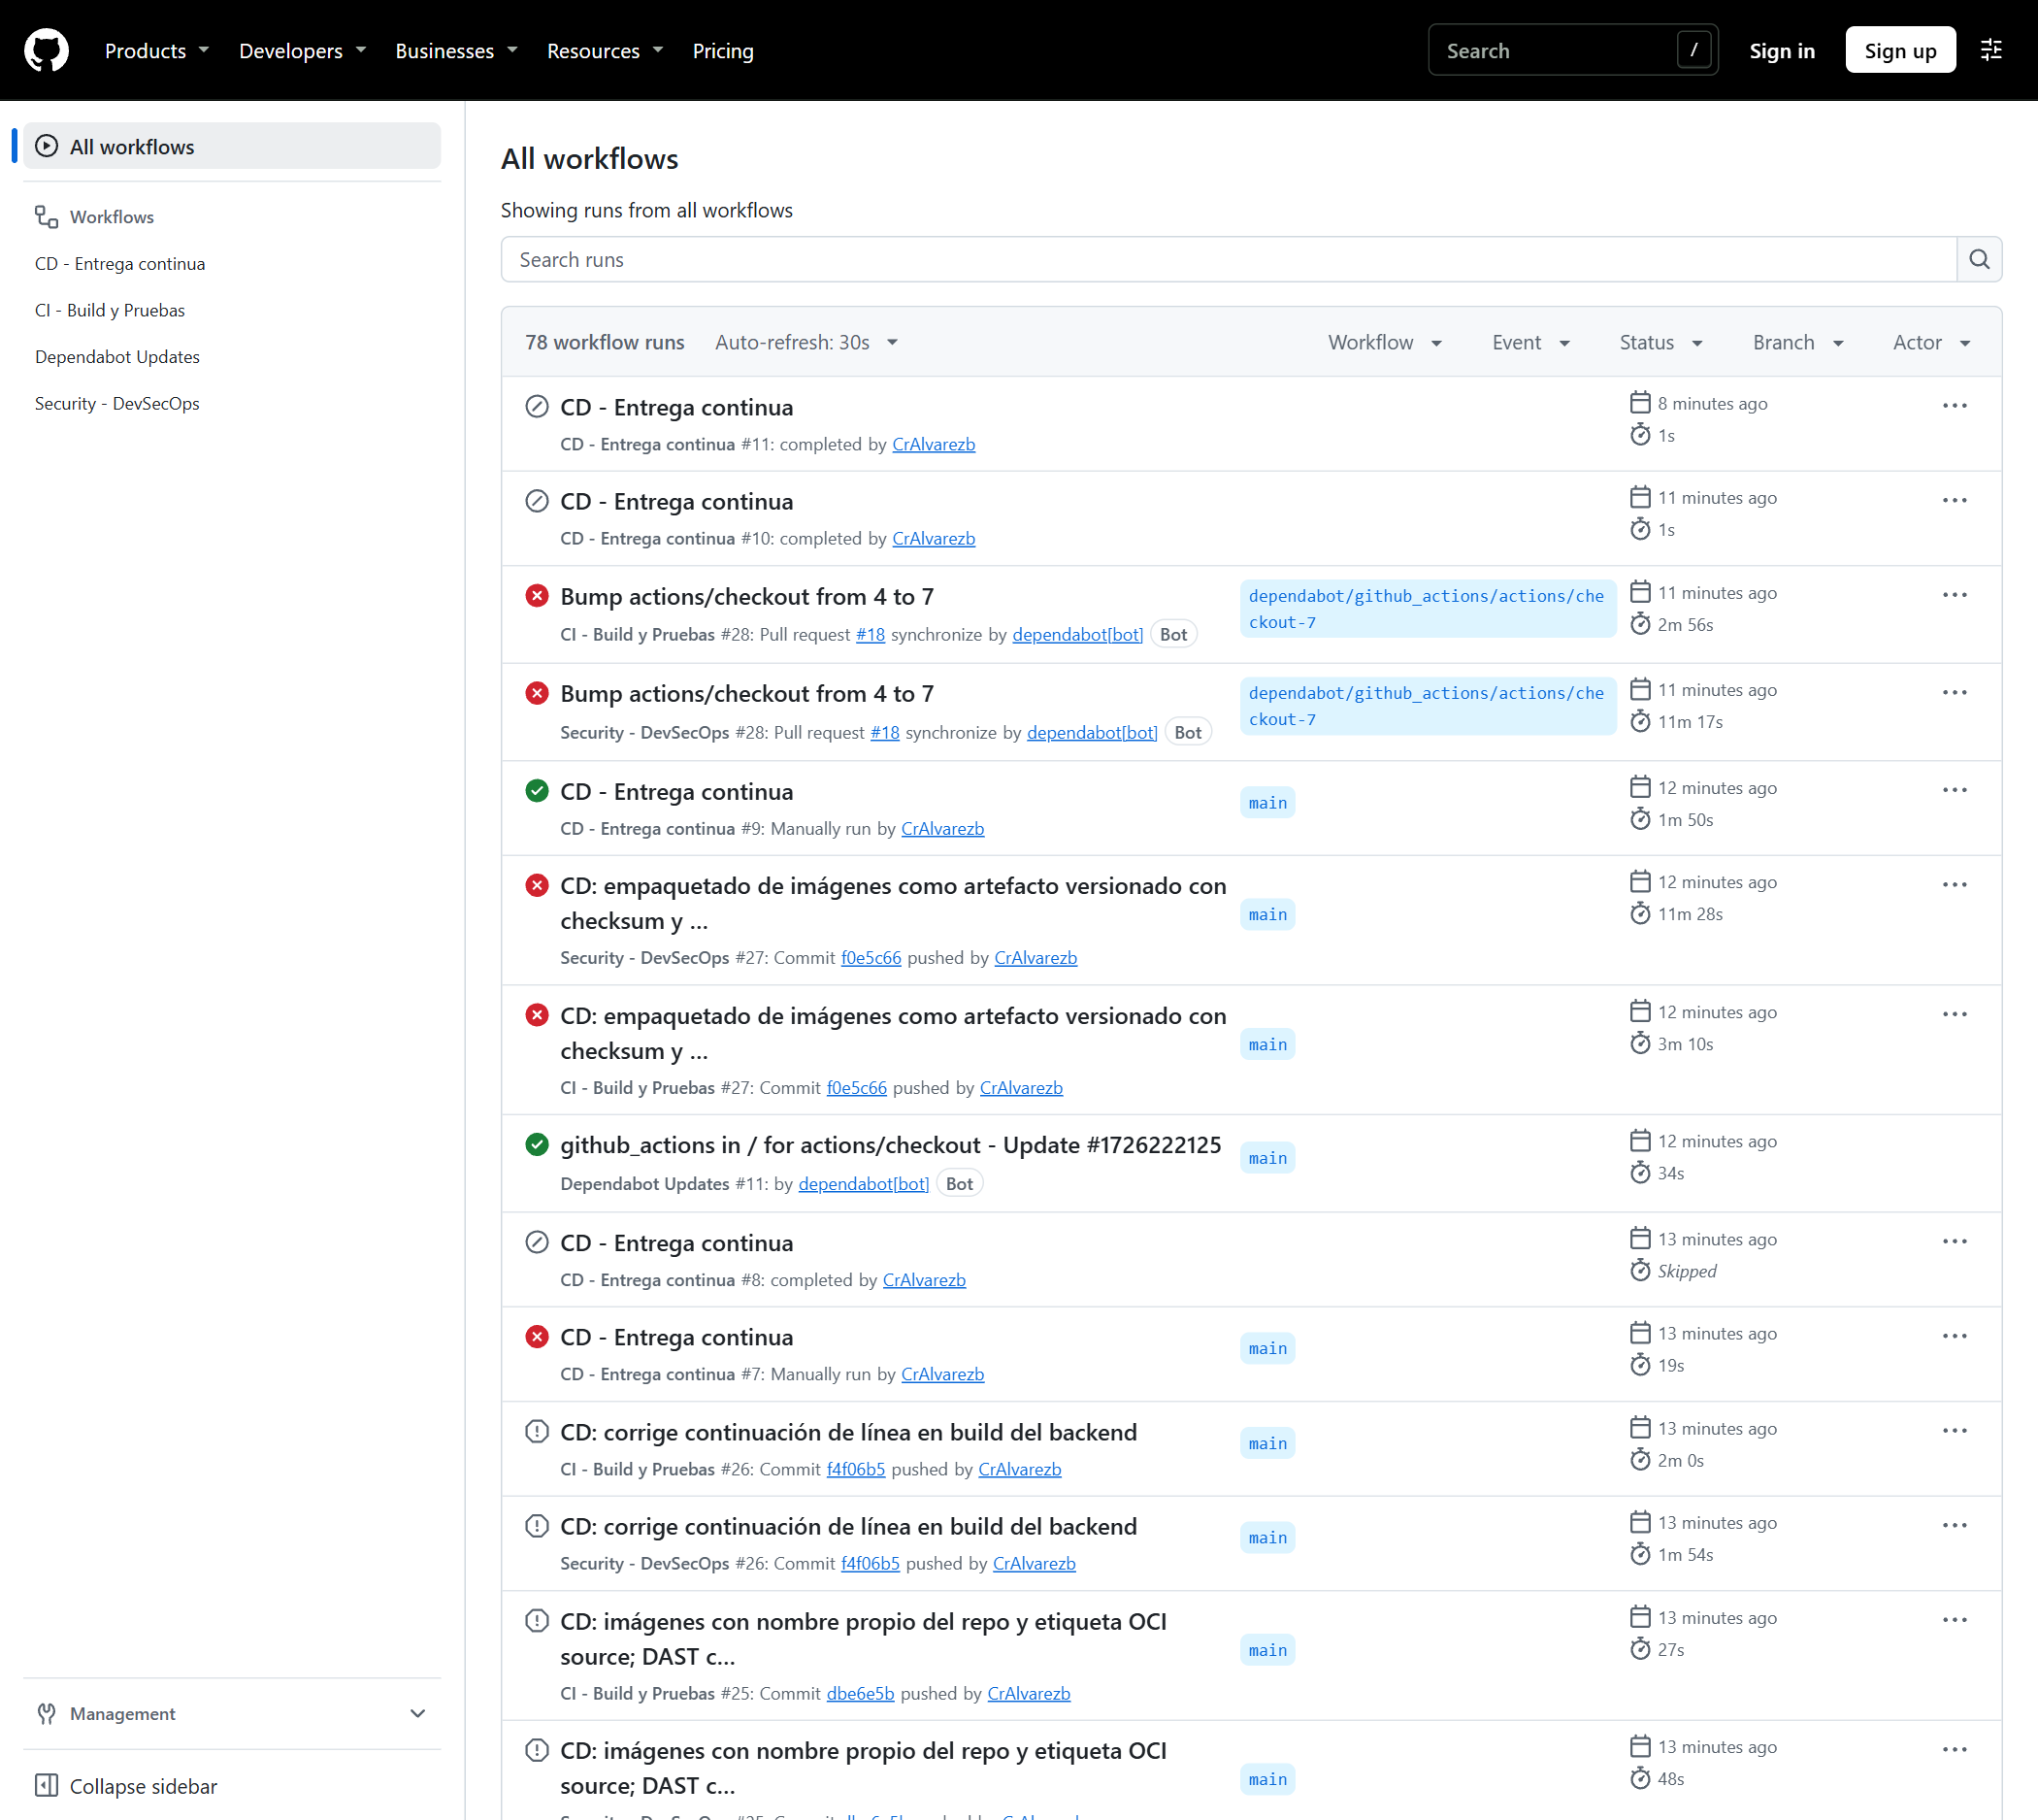 Products Developers Businesses Resources Pricing Search / Sign in Sign up
All workflows
Workflows
CD - Entrega continua
CI - Build y Pruebas
Dependabot Updates
Security - DevSecOps
Management
Collapse sidebar
All workflows
Showing runs from all workflows
Search runs
78 workflow runs Auto-refresh: 30s Workflow Event Status Branch Actor
CD - Entrega continua
CD - Entrega continua #11: completed by CrAlvarezb
8 minutes ago
1s
CD - Entrega continua
CD - Entrega continua #10: completed by CrAlvarezb
11 minutes ago
1s
Bump actions/checkout from 4 to 7
CI - Build y Pruebas #28: Pull request #18 synchronize by dependabot[bot] Bot
dependabot/github_actions/actions/che
ckout-7
11 minutes ago
2m 56s
Bump actions/checkout from 4 to 7
Security - DevSecOps #28: Pull request #18 synchronize by dependabot[bot] Bot
dependabot/github_actions/actions/che
ckout-7
11 minutes ago
11m 17s
CD - Entrega continua
CD - Entrega continua #9: Manually run by CrAlvarezb
main
12 minutes ago
1m 50s
CD: empaquetado de imágenes como artefacto versionado con
checksum y ...
Security - DevSecOps #27: Commit f0e5c66 pushed by CrAlvarezb
main
12 minutes ago
11m 28s
CD: empaquetado de imágenes como artefacto versionado con
checksum y ...
CI - Build y Pruebas #27: Commit f0e5c66 pushed by CrAlvarezb
main
12 minutes ago
3m 10s
github_actions in / for actions/checkout - Update #1726222125
Dependabot Updates #11: by dependabot[bot] Bot
main
12 minutes ago
34s
CD - Entrega continua
CD - Entrega continua #8: completed by CrAlvarezb
13 minutes ago
Skipped
CD - Entrega continua
CD - Entrega continua #7: Manually run by CrAlvarezb
main
13 minutes ago
19s
CD: corrige continuación de línea en build del backend
CI - Build y Pruebas #26: Commit f4f06b5 pushed by CrAlvarezb
main
13 minutes ago
2m 0s
CD: corrige continuación de línea en build del backend
Security - DevSecOps #26: Commit f4f06b5 pushed by CrAlvarezb
main
13 minutes ago
1m 54s
CD: imágenes con nombre propio del repo y etiqueta OCI
source; DAST c...
CI - Build y Pruebas #25: Commit dbe6e5b pushed by CrAlvarezb
main
13 minutes ago
27s
CD: imágenes con nombre propio del repo y etiqueta OCI
source; DAST c...
main
13 minutes ago
48s